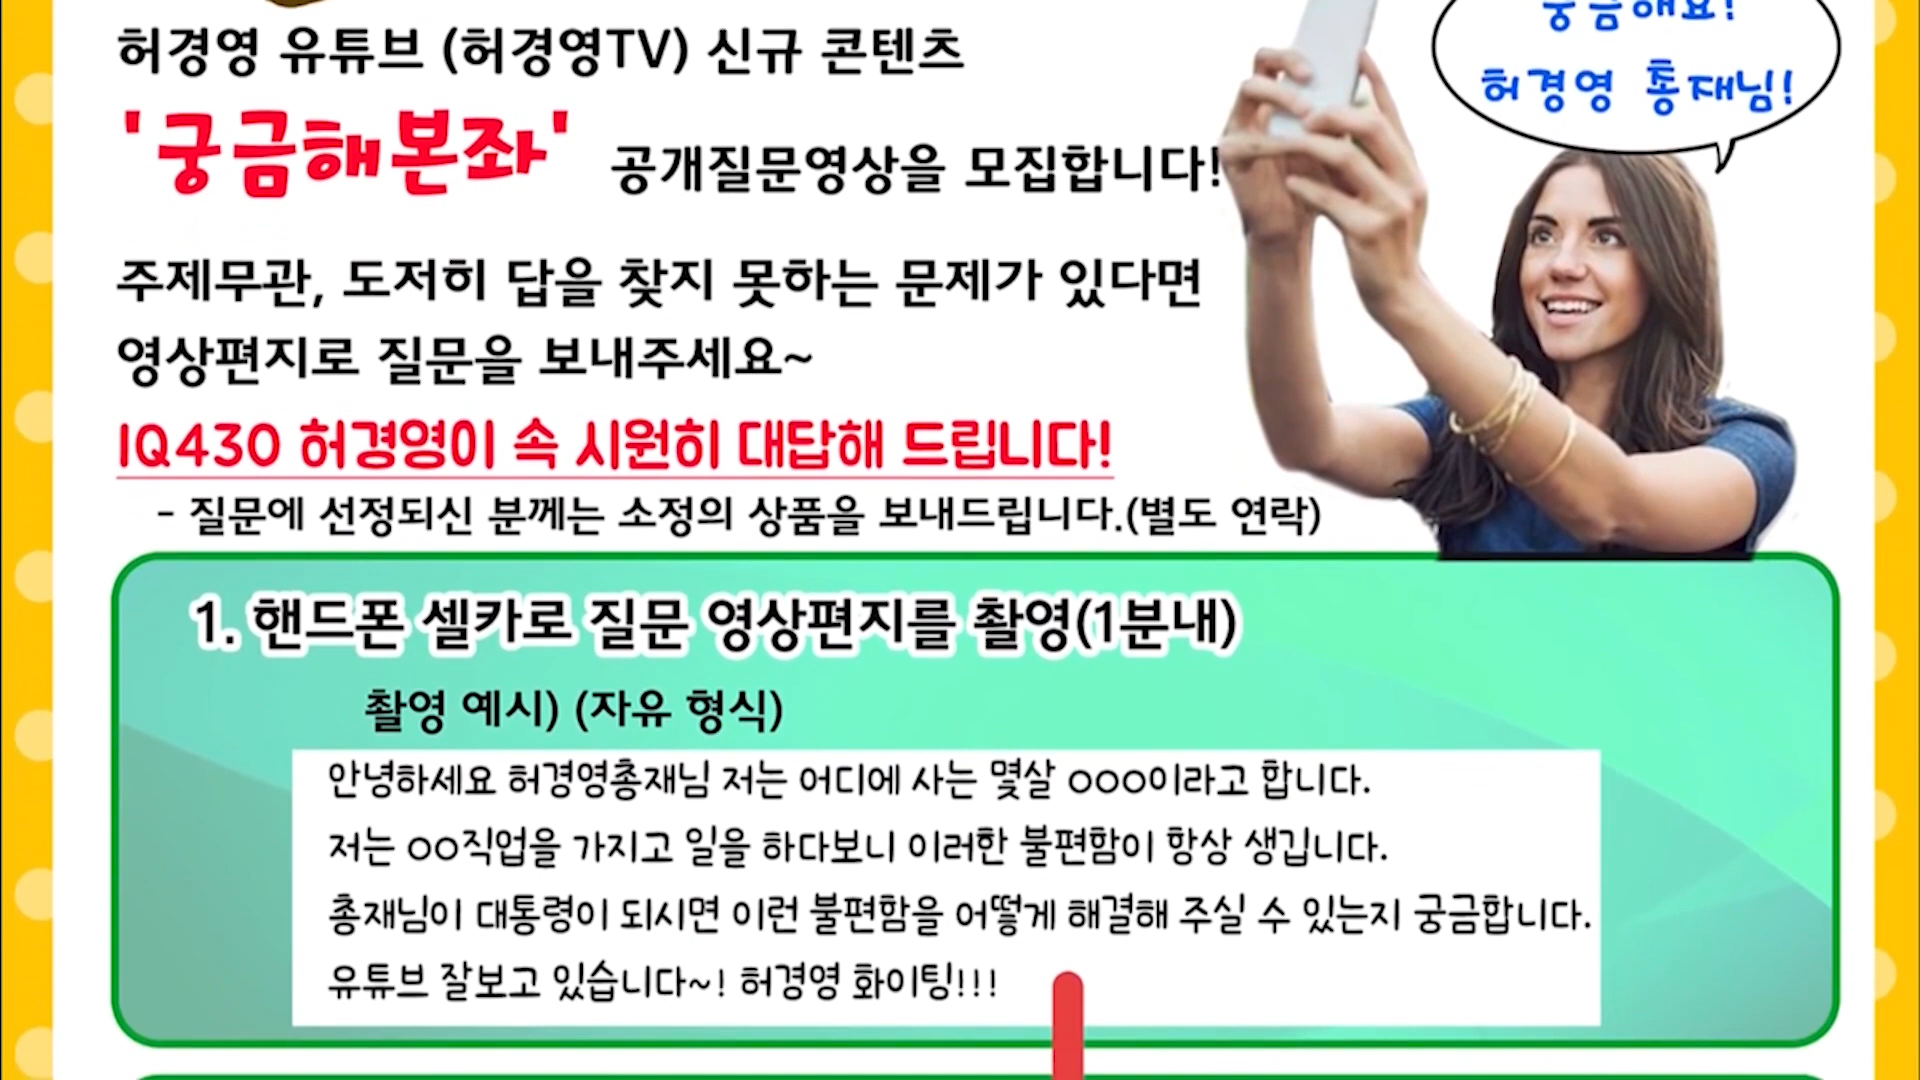 허경영 유튜브 (허경영TV) 신규 콘텐츠
'궁금해본좌' 공개질문영상을 모집합니다!
궁금해요!
허경영 총재님!
주제무관, 도저히 답을 찾지 못하는 문제가 있다면
영상편지로 질문을 보내주세요~
IQ430 허경영이 속 시원히 대답해 드립니다!
- 질문에 선정되신 분께는 소정의 상품을 보내드립니다.(별도 연락)
1. 핸드폰 셀카로 질문 영상편지를 촬영(1분내)
촬영 예시) (자유 형식)
안녕하세요 허경영총재님 저는 어디에 사는 몇살 ㅇㅇㅇ이라고 합니다.
저는 ㅇㅇ직업을 가지고 일을 하다보니 이러한 불편함이 항상 생깁니다.
총재님이 대통령이 되시면 이런 불편함을 어떻게 해결해 주실 수 있는지 궁금합니다.
유튜브 잘보고 있습니다~! 허경영 화이팅!!!